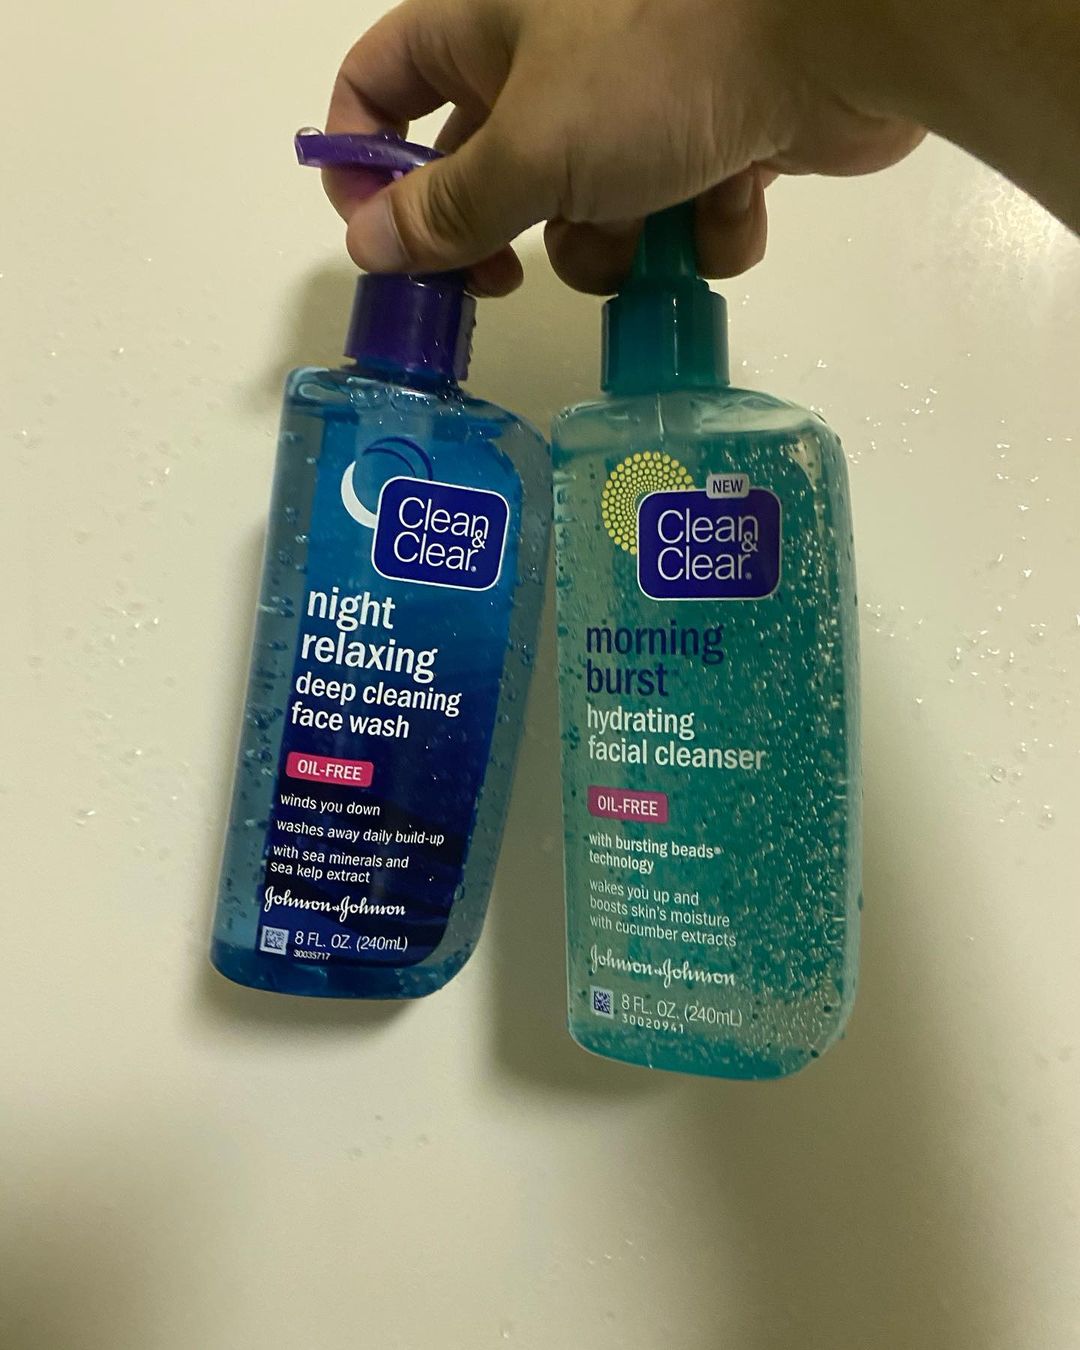 Clean
&
Clear®
night
relaxing
deep cleaning
face wash
OIL-FREE
winds you down
washes away daily build-up
with sea minerals and
sea kelp extract
Johnson&Johnson
8 FL. OZ. (240mL)
30035717
NEW
Clean
&
Clear®
morning
burst™
hydrating
facial cleanser
OIL-FREE
with bursting beads®
technology
wakes you up and
boosts skin's moisture
with cucumber extracts
Johnson&Johnson
8 FL. OZ. (240mL)
30020941